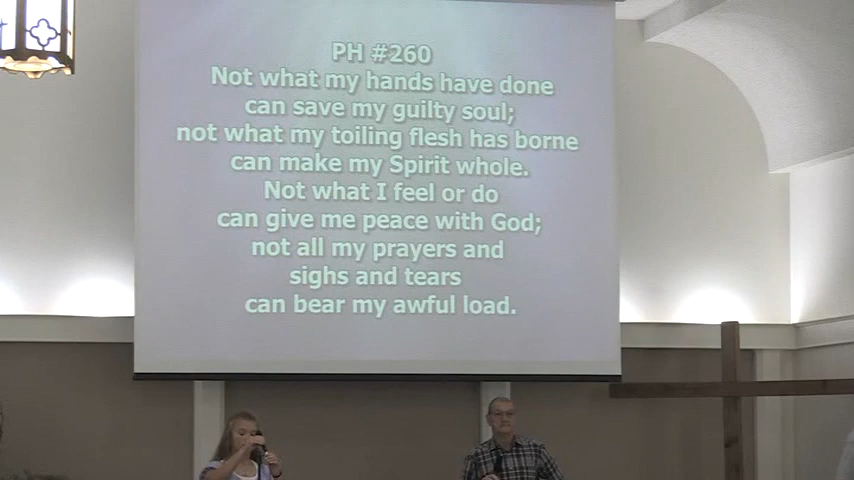 PH #260
Not what my hands have done
can save my guilty soul;
not what my toiling flesh has borne
can make my Spirit whole.
Not what I feel or do
can give me peace with God;
not all my prayers and
sighs and tears
can bear my awful load.